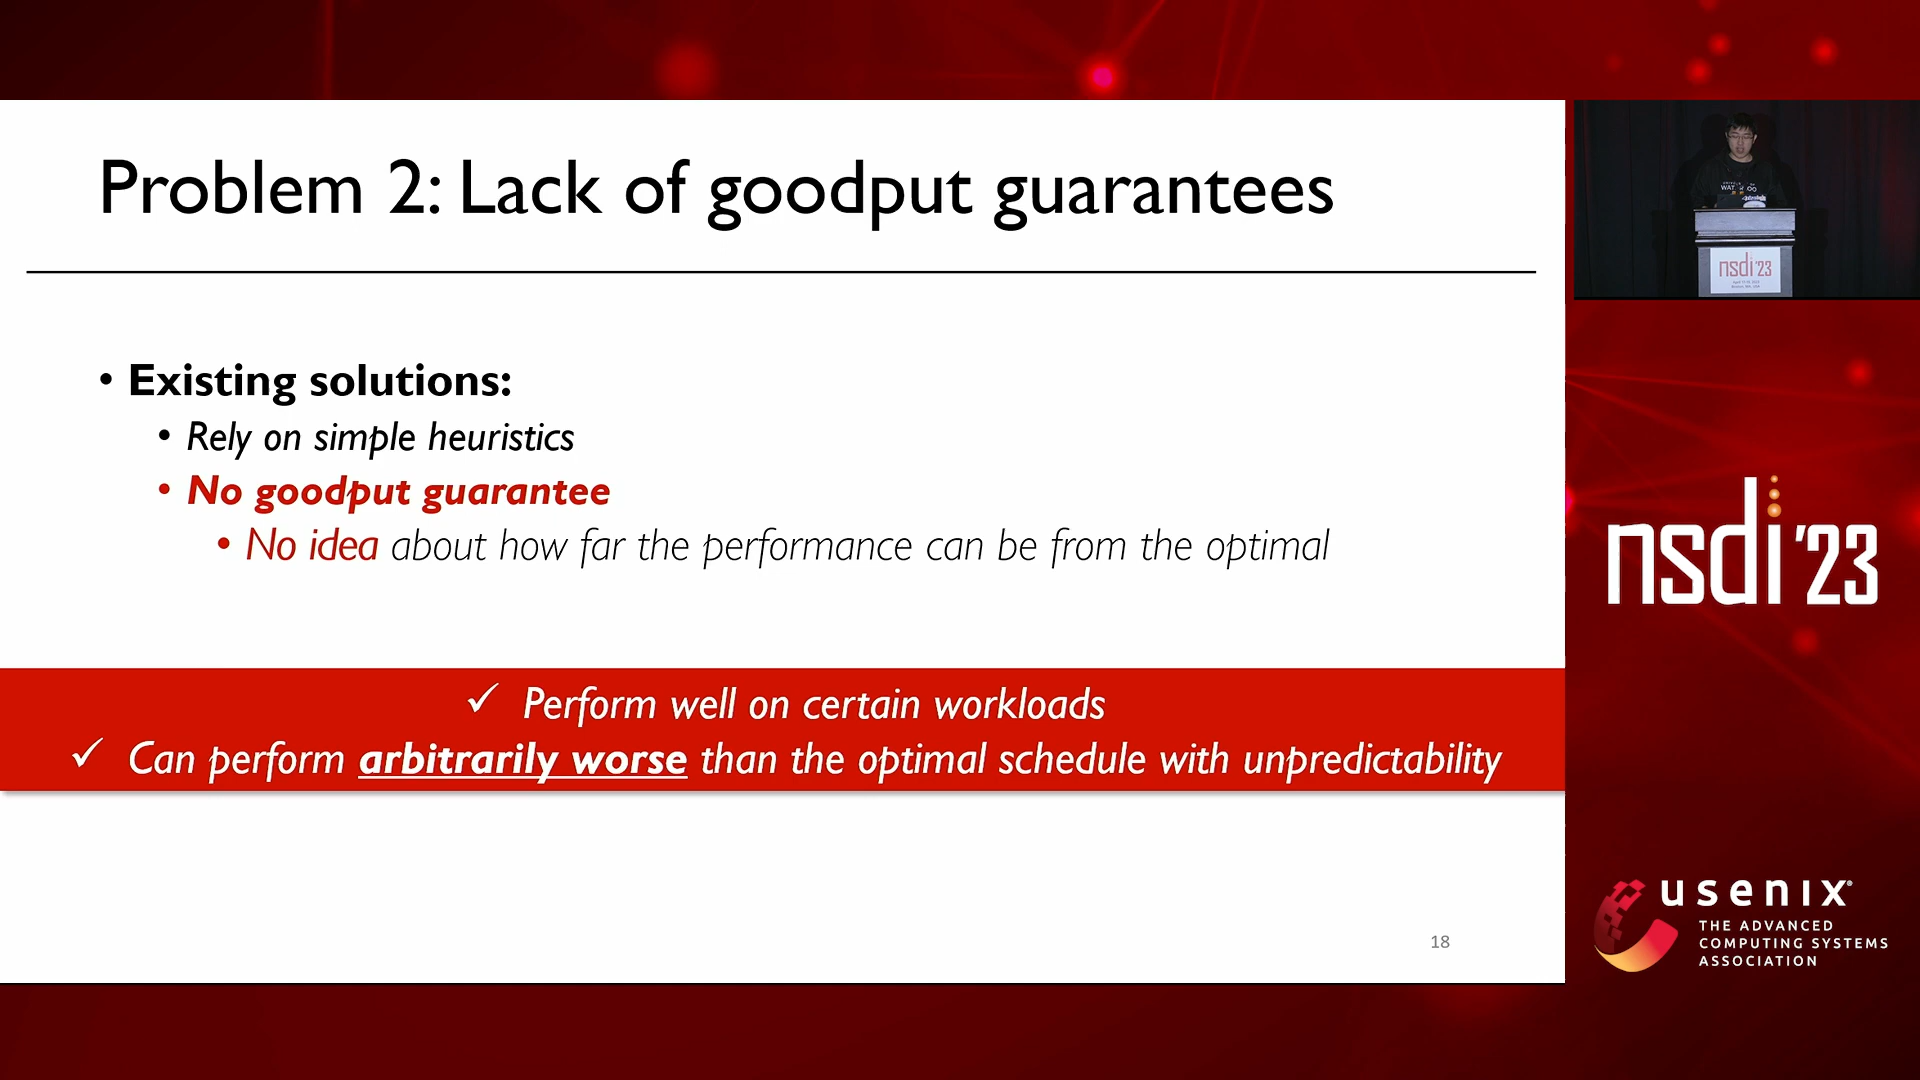 Problem 2: Lack of goodput guarantees
• Existing solutions:
• Rely on simple heuristics
• No goodput guarantee
• No idea about how far the performance can be from the optimal
✓ Perform well on certain workloads
✓ Can perform arbitrarily worse than the optimal schedule with unpredictability
18
nsdi '23
nsdi '23
usenix®
THE ADVANCED
COMPUTING SYSTEMS
ASSOCIATION